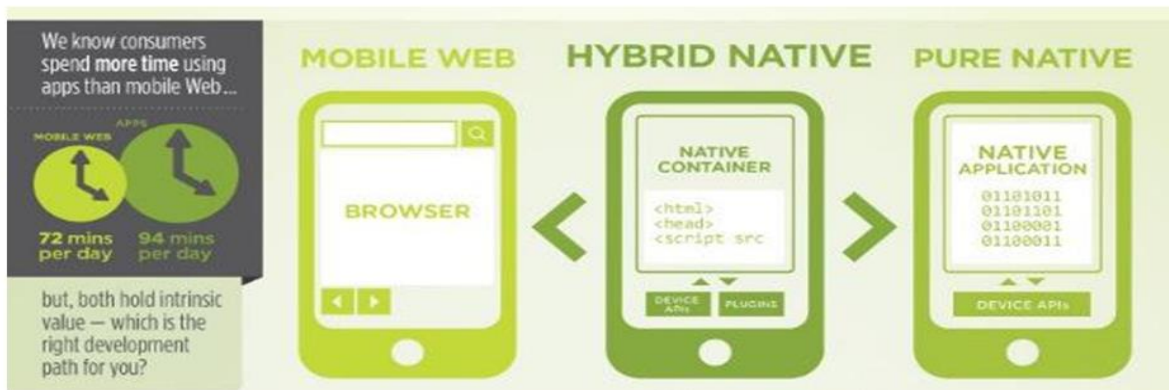 We know consumers
spend more time using
apps than mobile Web...
APPS
MOBILE WEB
72 mins
per day
94 mins
per day
but, both hold intrinsic
value — which is the
right development
path for you?
MOBILE WEB
BROWSER
HYBRID NATIVE
NATIVE
CONTAINER
<html>
<head>
<script src
DEVICE
APIs
PLUGINS
PURE NATIVE
NATIVE
APPLICATION
01101011
01101101
01100001
01100011
DEVICE APIs